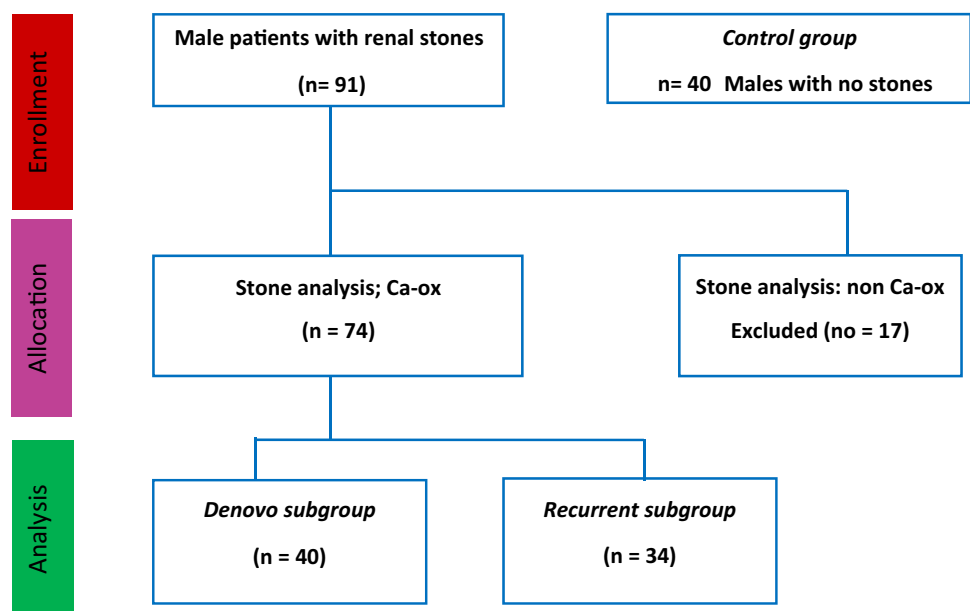 Enrollment
Male patients with renal stones
(n= 91)
Control group
n= 40 Males with no stones
Allocation
Stone analysis; Ca-ox
(n = 74)
Stone analysis: non Ca-ox
Excluded (no = 17)
Analysis
Denovo subgroup
(n = 40)
Recurrent subgroup
(n = 34)